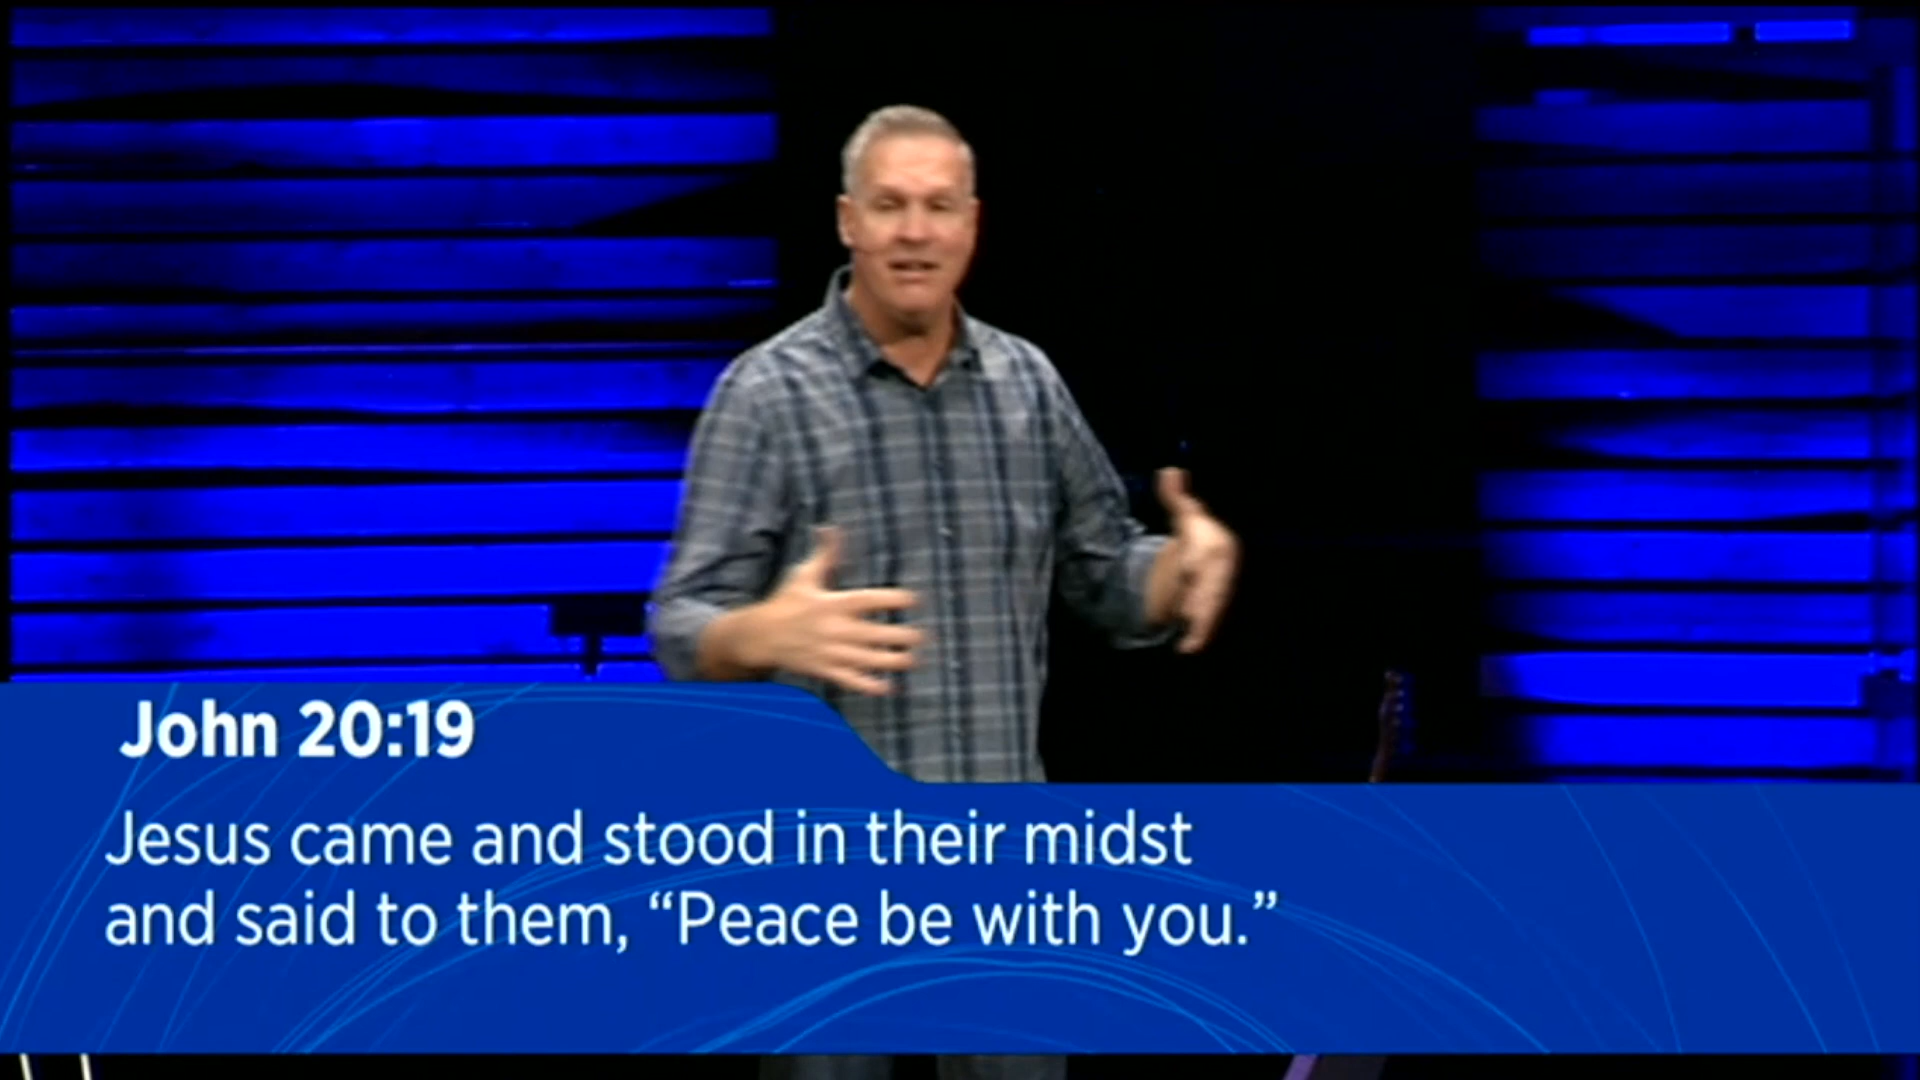 John 20:19
Jesus came and stood in their midst
and said to them, “Peace be with you.”